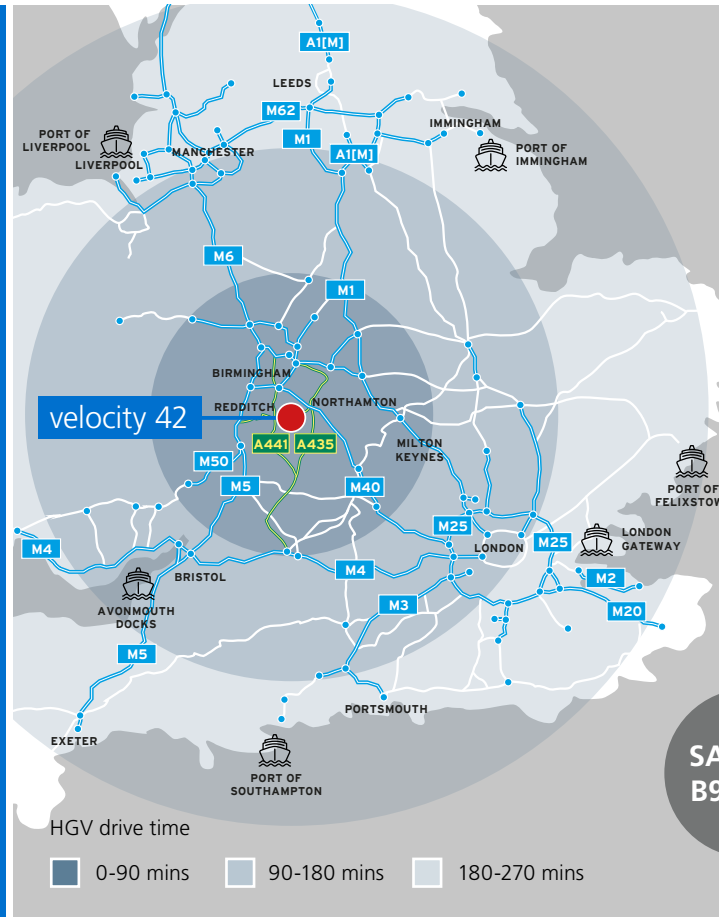 A1[M]
LEEDS
M62
IMMINGHAM
PORT OF
LIVERPOOL
M1
LIVERPOOL
MANCHESTER
A1[M]
PORT OF
IMMINGHAM
M6
M1
BIRMINGHAM
REDDITCH
NORTHAMTON
velocity 42
A441
A435
MILTON
KEYNES
M50
M5
M40
PORT OF
FELIXSTOW
M25
M4
LONDON
M25
LONDON
GATEWAY
BRISTOL
M4
M2
AVONMOUTH
DOCKS
M3
M20
M5
PORTSMOUTH
EXETER
PORT OF
SOUTHAMPTON
SA
B9
HGV drive time
0-90 mins
90-180 mins
180-270 mins